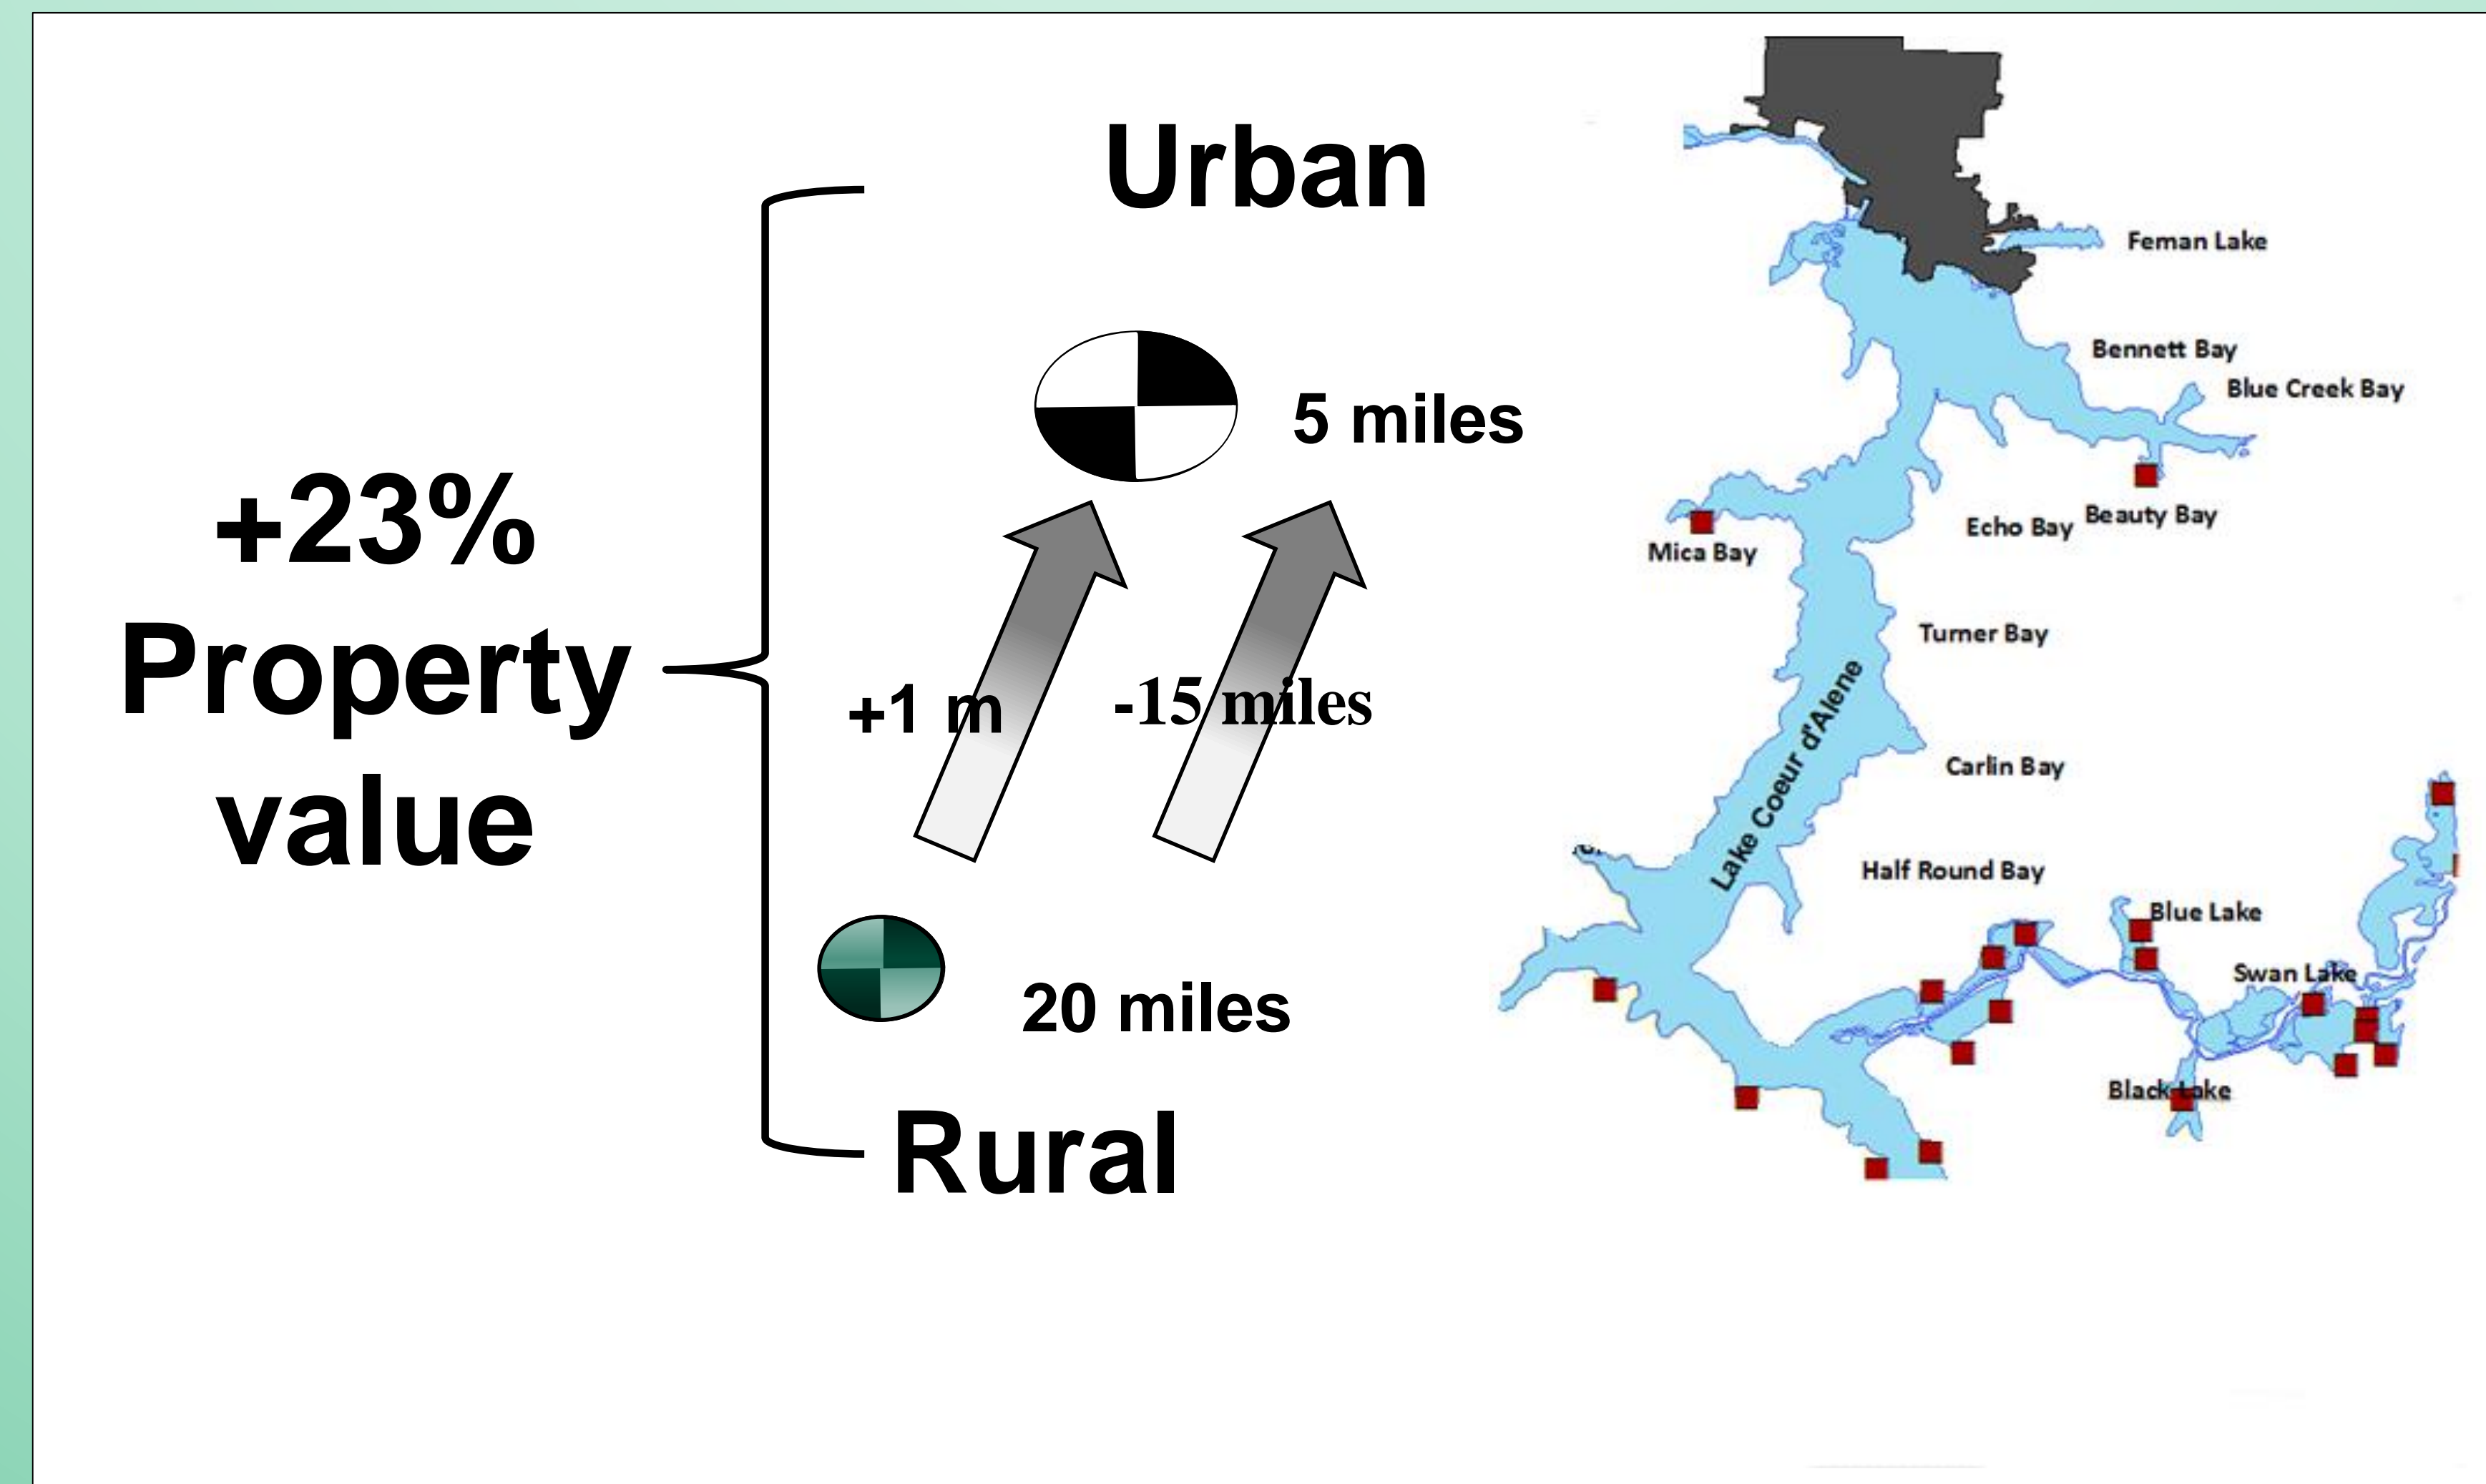 Urban
+23%
Property
value
5 miles
+1 m
-15 miles
20 miles
Rural
Feman Lake
Bennett Bay
Blue Creek Bay
Beauty Bay
Echo Bay
Mica Bay
Turner Bay
Lake Coeur d'Alene
Carlin Bay
Half Round Bay
Blue Lake
Swan Lake
Black Lake